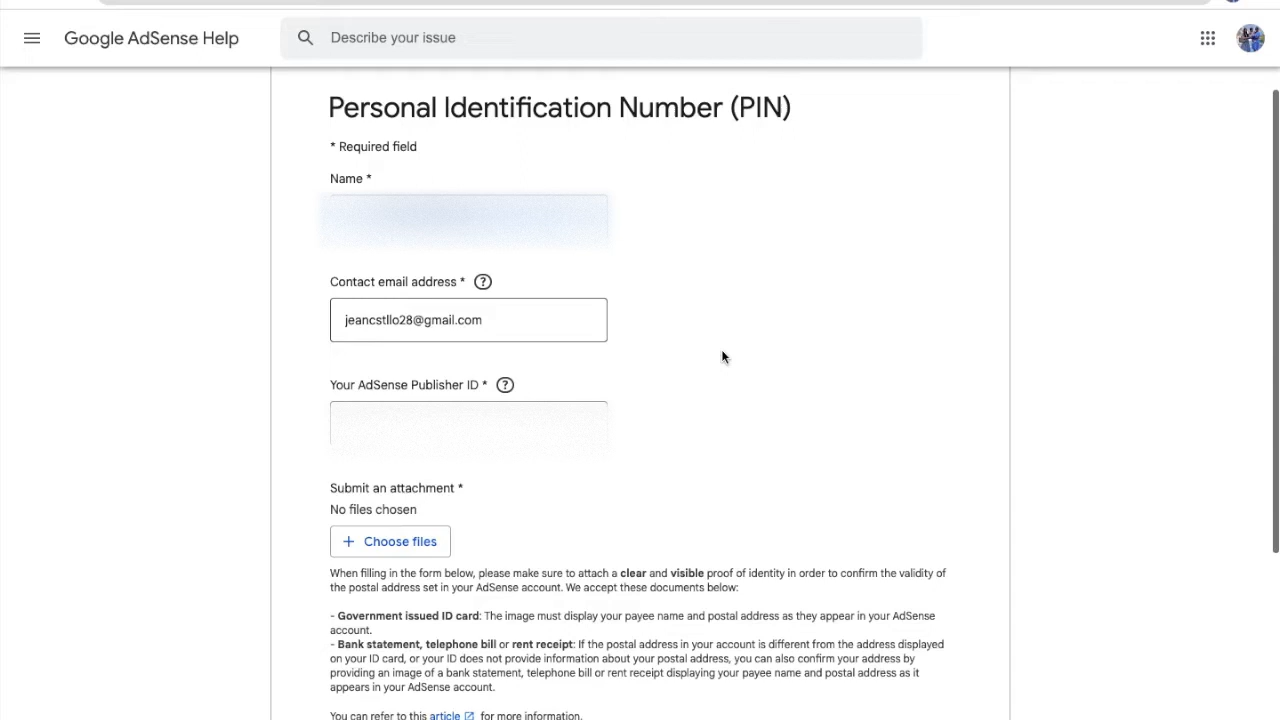 Google AdSense Help
Describe your issue
Personal Identification Number (PIN)
* Required field
Name *
Contact email address * ?
jeancstllo28@gmail.com
Your AdSense Publisher ID * ?
Submit an attachment *
No files chosen
+ Choose files
When filling in the form below, please make sure to attach a clear and visible proof of identity in order to confirm the validity of
the postal address set in your AdSense account. We accept these documents below:
- Government issued ID card: The image must display your payee name and postal address as they appear in your AdSense
account.
- Bank statement, telephone bill or rent receipt: If the postal address in your account is different from the address displayed
on your ID card, or your ID does not provide information about your postal address, you can also confirm your address by
providing an image of a bank statement, telephone bill or rent receipt displaying your payee name and postal address as it
appears in your AdSense account.
You can refer to this article for more information.